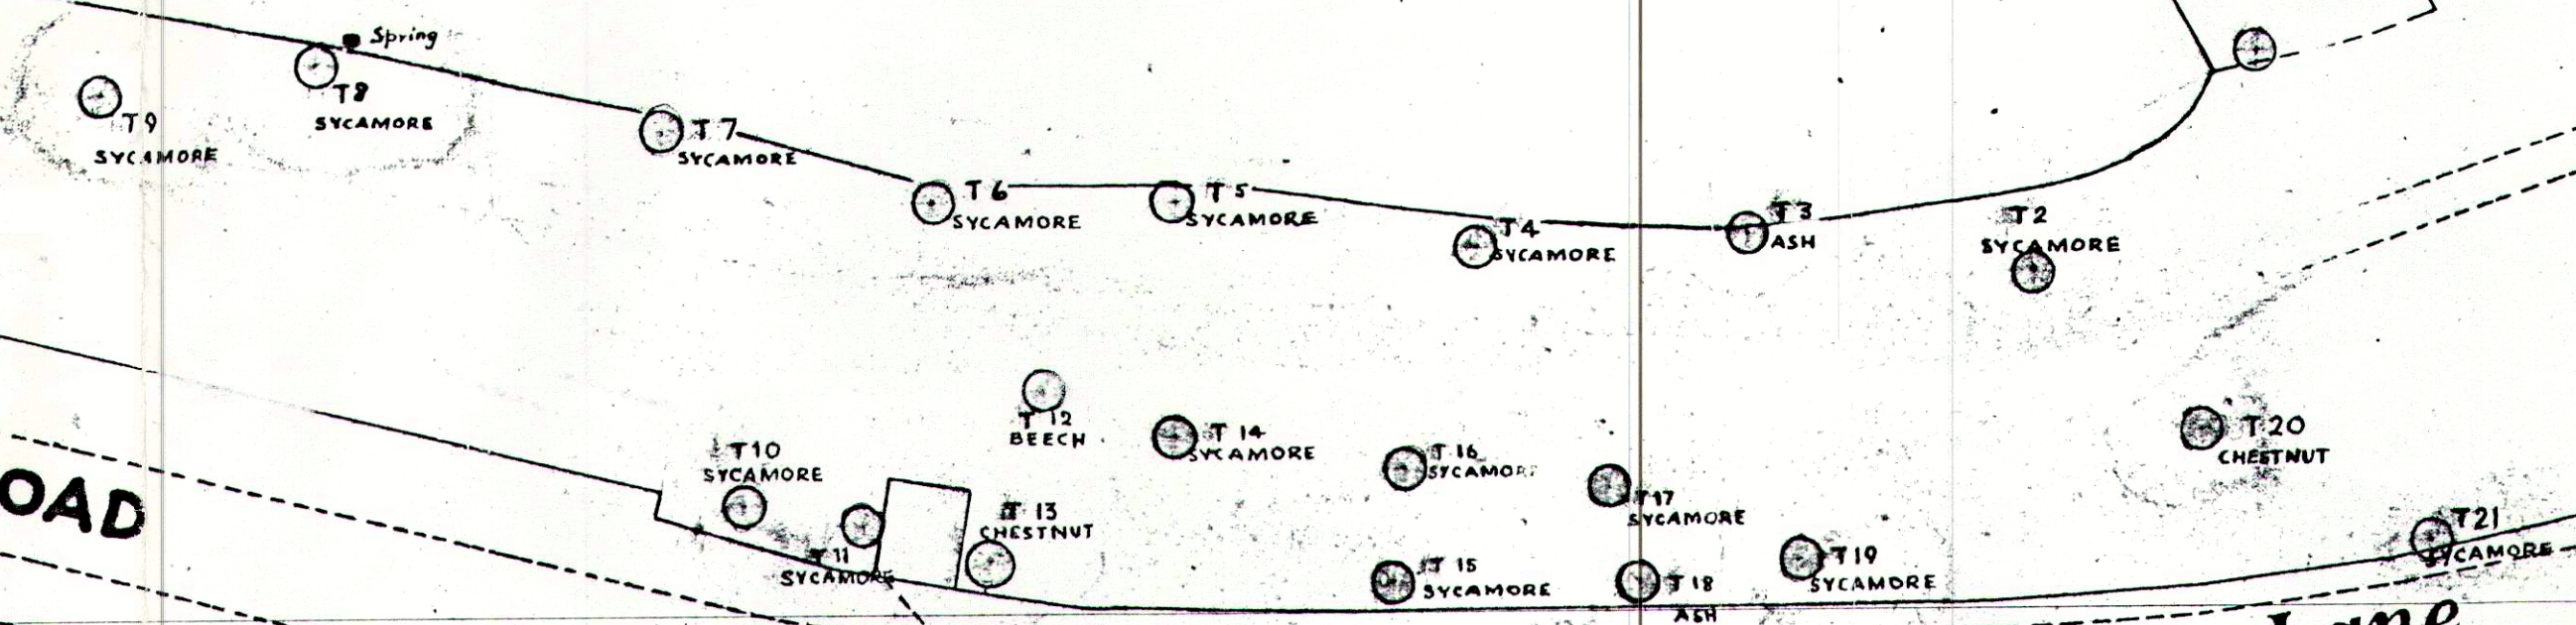 Spring
T8
SYCAMORE
T9
SYCAMORE
T7
SYCAMORE
T6
SYCAMORE
T5
SYCAMORE
T4
SYCAMORE
T3
ASH
T2
SYCAMORE
T10
SYCAMORE
T11
SYCAMORE
T12
BEECH
T13
CHESTNUT
T14
SYCAMORE
T15
SYCAMORE
T16
SYCAMORE
T17
SYCAMORE
T18
ASH
T19
SYCAMORE
T20
CHESTNUT
T21
SYCAMORE
OAD
Lane